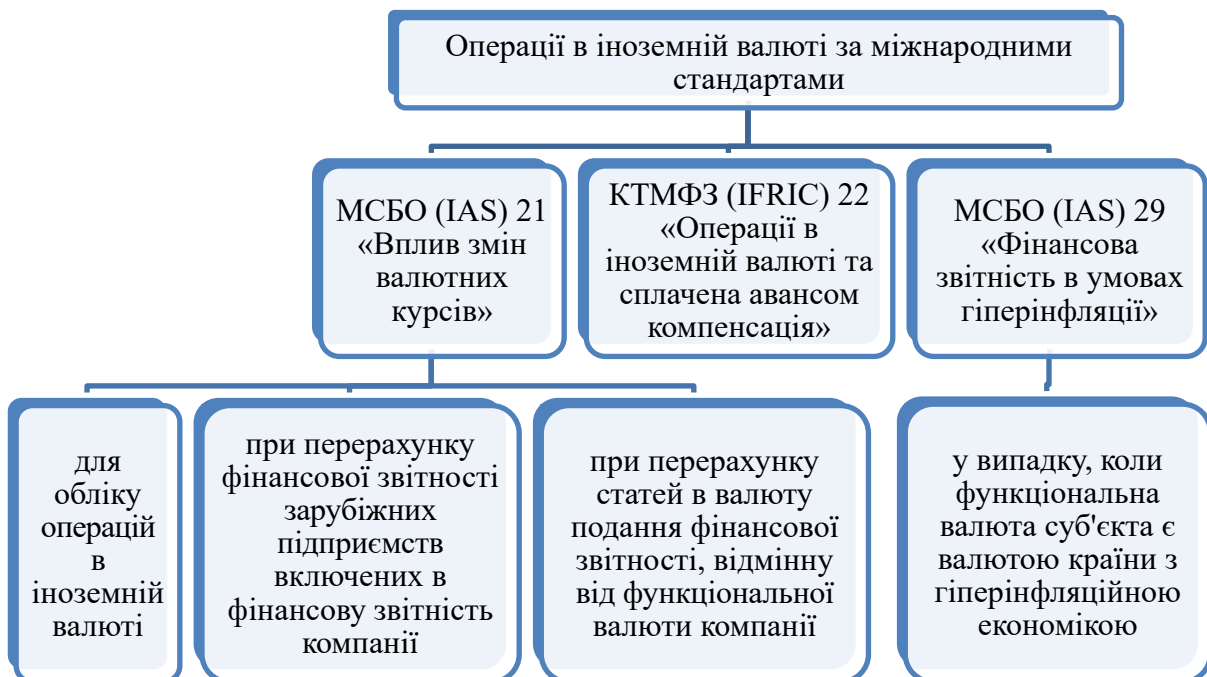 Операції в іноземній валюті за міжнародними
стандартами
МСБО (IAS) 21
«Вплив змін
валютних
курсів»
КТМФЗ (IFRIC) 22
«Операції в
іноземній валюті та
сплачена авансом
компенсація»
МСБО (IAS) 29
«Фінансова
звітність в умовах
гіперінфляції»
для
обліку
операцій
в
іноземній
валюті
при перерахунку
фінансової звітності
зарубіжних
підприємств
включених в
фінансову звітність
компанії
при перерахунку
статей в валюту
подання фінансової
звітності, відмінну
від функціональної
валюти компанії
у випадку, коли
функціональна
валюта суб'єкта є
валютою країни з
гіперінфляційною
економікою